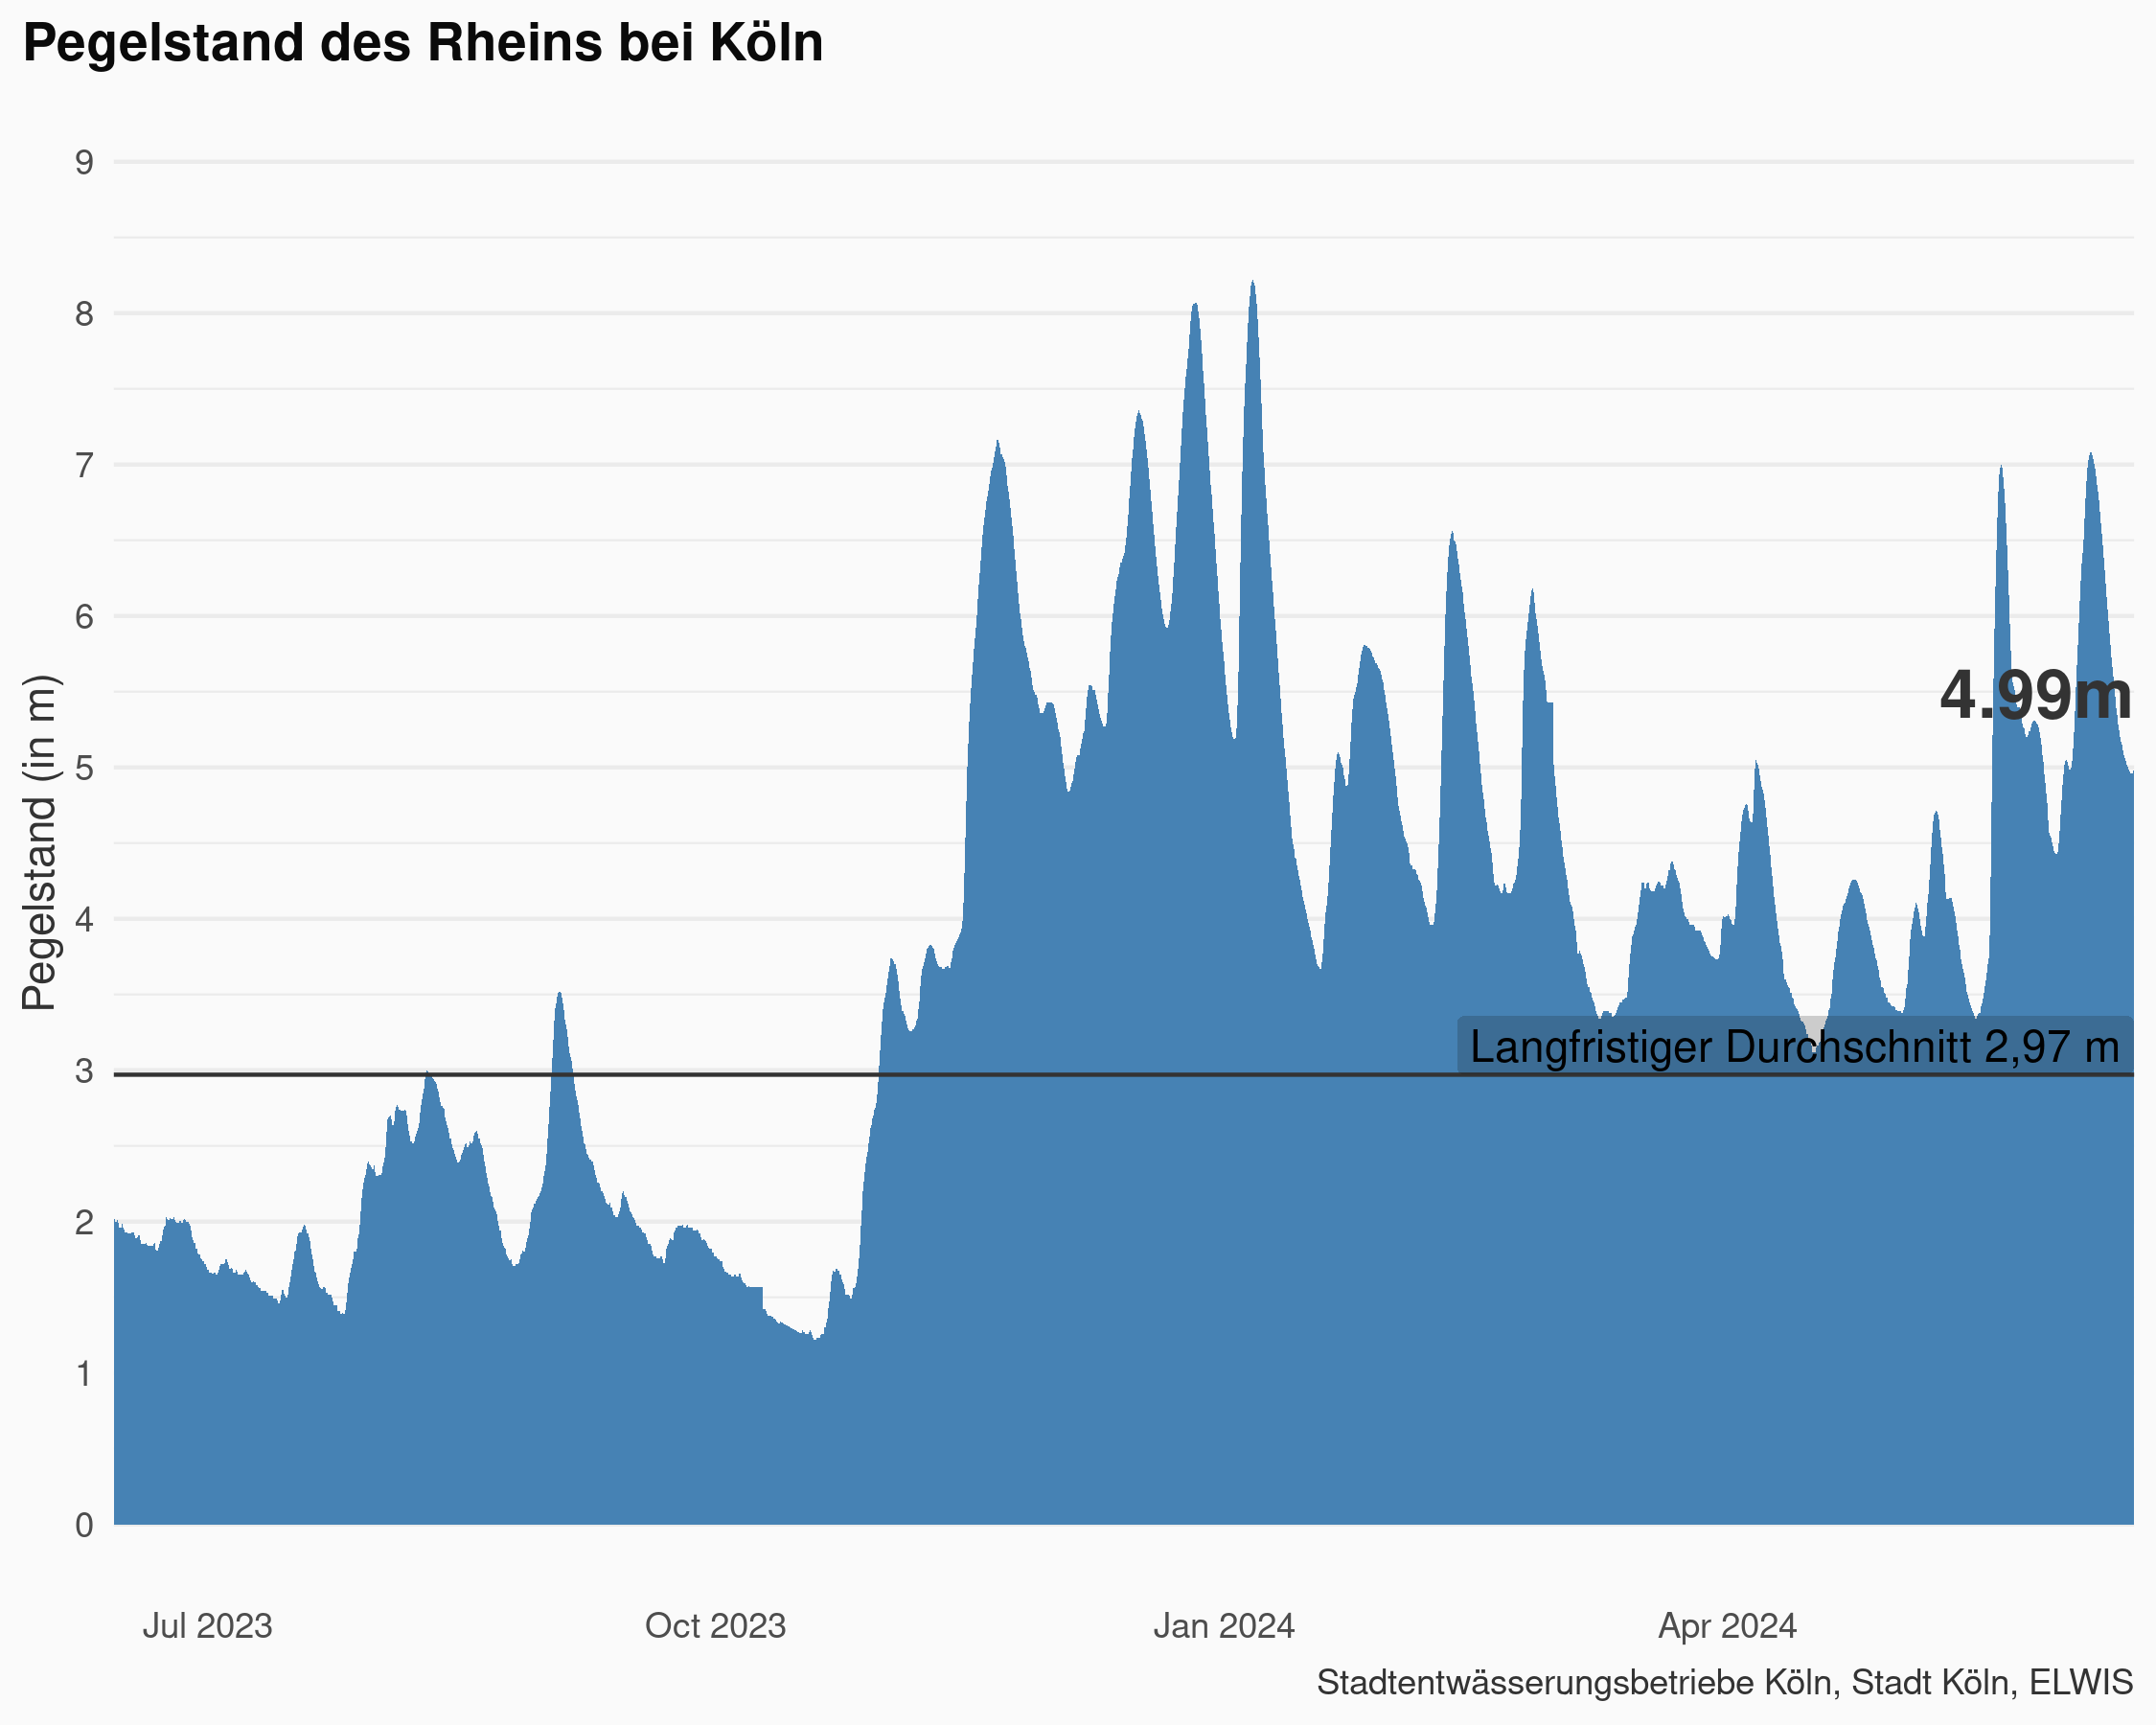 Pegelstand des Rheins bei Köln
Pegelstand (in m)
9
8
7
6
5
4
3
2
1
0
4.99m
Langfristiger Durchschnitt 2,97 m
Jul 2023
Oct 2023
Jan 2024
Apr 2024
Stadtentwässerungsbetriebe Köln, Stadt Köln, ELWIS